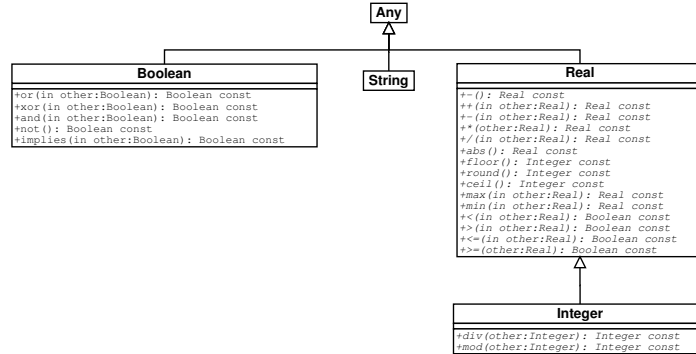 Any
Boolean
+or(in other:Boolean): Boolean const
+xor(in other:Boolean): Boolean const
+and(in other:Boolean): Boolean const
+not(): Boolean const
+implies(in other:Boolean): Boolean const
String
Real
+-(): Real const
++(in other:Real): Real const
+-(in other:Real): Real const
+*(other:Real): Real const
+/(in other:Real): Real const
+abs(): Real const
+floor(): Integer const
+round(): Integer const
+ceil(): Integer const
+max(in other:Real): Real const
+min(in other:Real): Real const
+<(in other:Real): Boolean const
+>(in other:Real): Boolean const
+<=(in other:Real): Boolean const
+>=(other:Real): Boolean const
Integer
+div(other:Integer): Integer const
+mod(other:Integer): Integer const